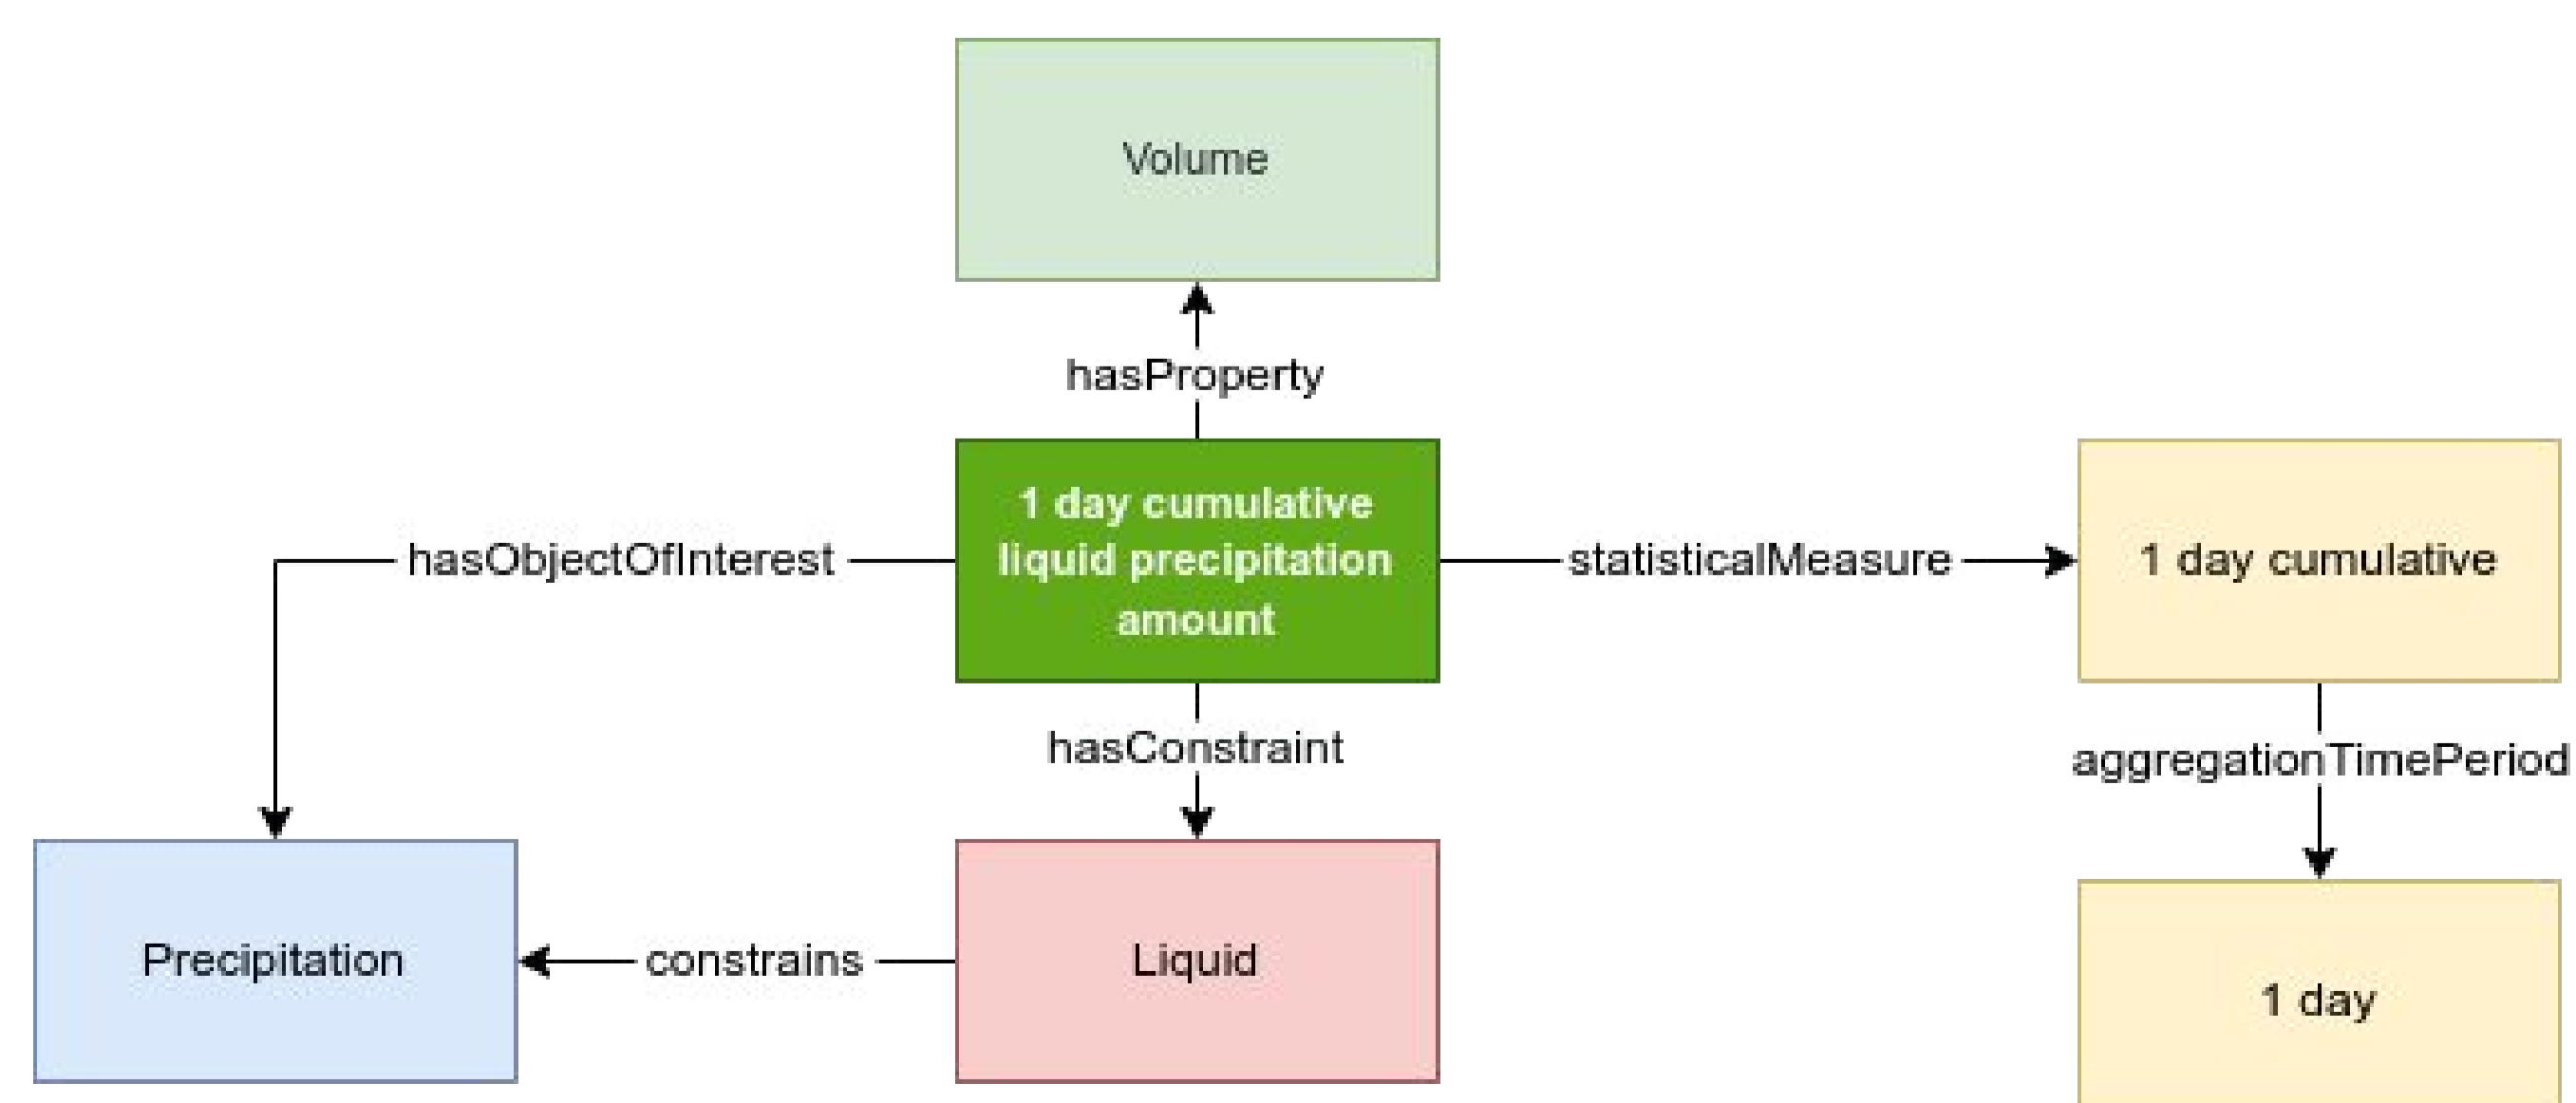 Volume
hasProperty
1 day cumulative
liquid precipitation
amount
hasObjectOfInterest
statisticalMeasure
1 day cumulative
hasConstraint
aggregationTimePeriod
Precipitation
constrains
Liquid
1 day